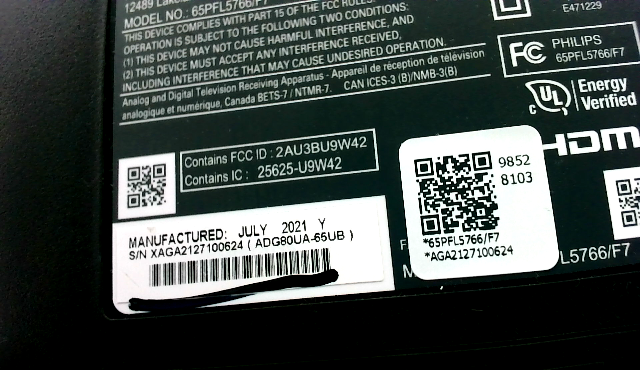 12489 Lakel
MODEL NO.: 65PFL5766/F7
THIS DEVICE COMPLIES WITH PART 15 OF THE FCC RULES.
OPERATION IS SUBJECT TO THE FOLLOWING TWO CONDITIONS:
(1) THIS DEVICE MAY NOT CAUSE HARMFUL INTERFERENCE, AND
(2) THIS DEVICE MUST ACCEPT ANY INTERFERENCE RECEIVED,
INCLUDING INTERFERENCE THAT MAY CAUSE UNDESIRED OPERATION.
Analog and Digital Television Receiving Apparatus - Appareil de réception de télévision
analogique et numérique, Canada BETS-7 / NTMR-7. CAN ICES-3 (B)/NMB-3(B)
E471229
FC PHILIPS
65PFL5766/F7
C UL Energy
Verified
HDMI
Contains FCC ID : 2AU3BU9W42
Contains IC : 25625-U9W42
9852
8103
*65PFL5766/F7
*AGA2127100624
MANUFACTURED: JULY 2021 Y
S/N XAGA2127100624 ( ADG80UA-65UB )
L5766/F7